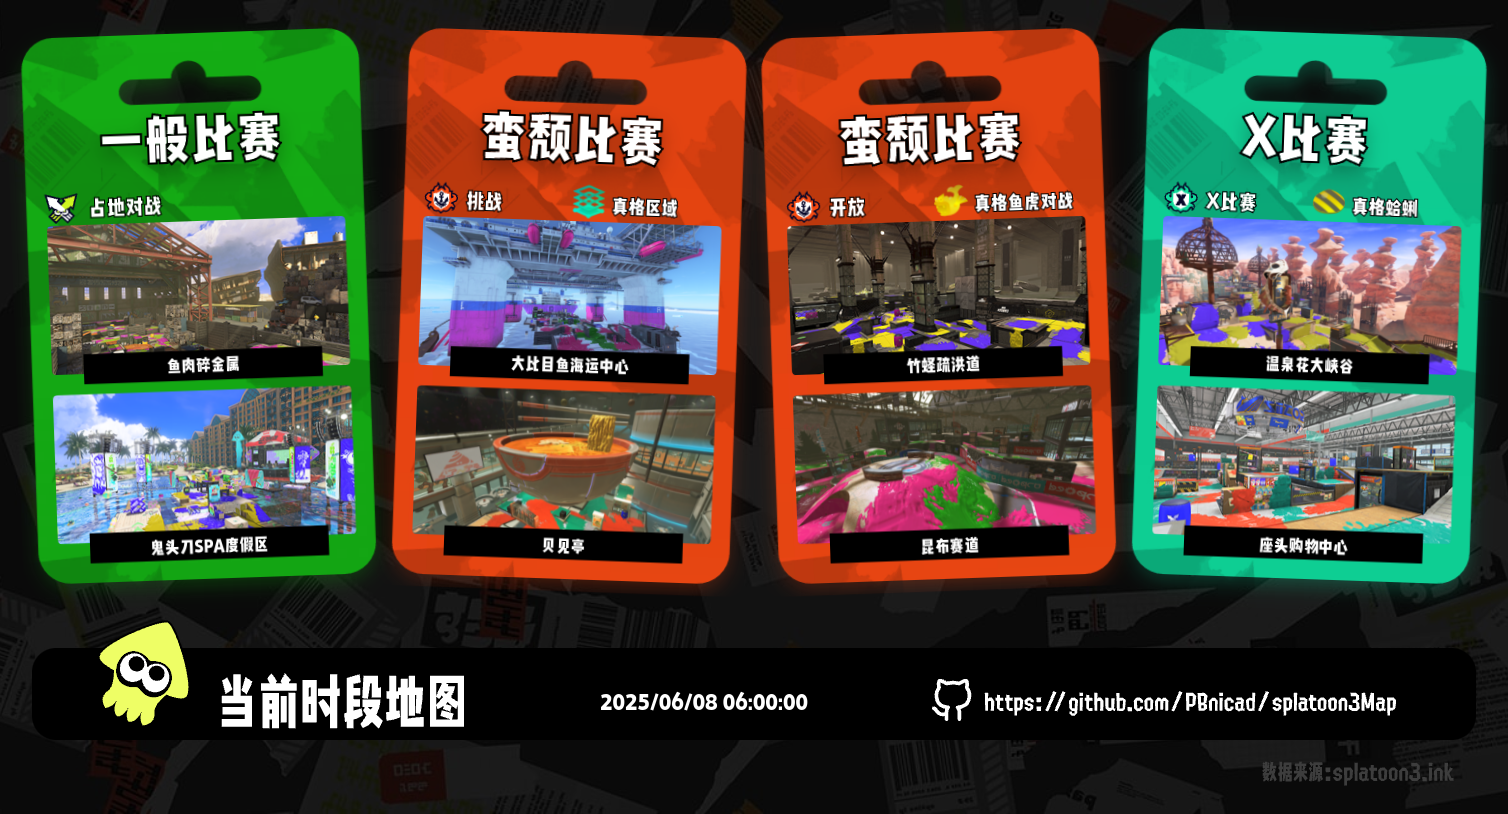 一般比赛
占地对战
鱼肉碎金属
鬼头刀SPA度假区
蛮颓比赛
挑战
真格区域
大比目鱼海运中心
贝见亭
蛮颓比赛
开放
真格鱼虎对战
竹蛏疏洪道
昆布赛道
X比赛
X比赛
真格蛤蜊
温泉花大峡谷
座头购物中心
当前时段地图
2025/06/08 06:00:00
https://github.com/PBnicad/splatoon3Map
数据来源:splatoon3.ink